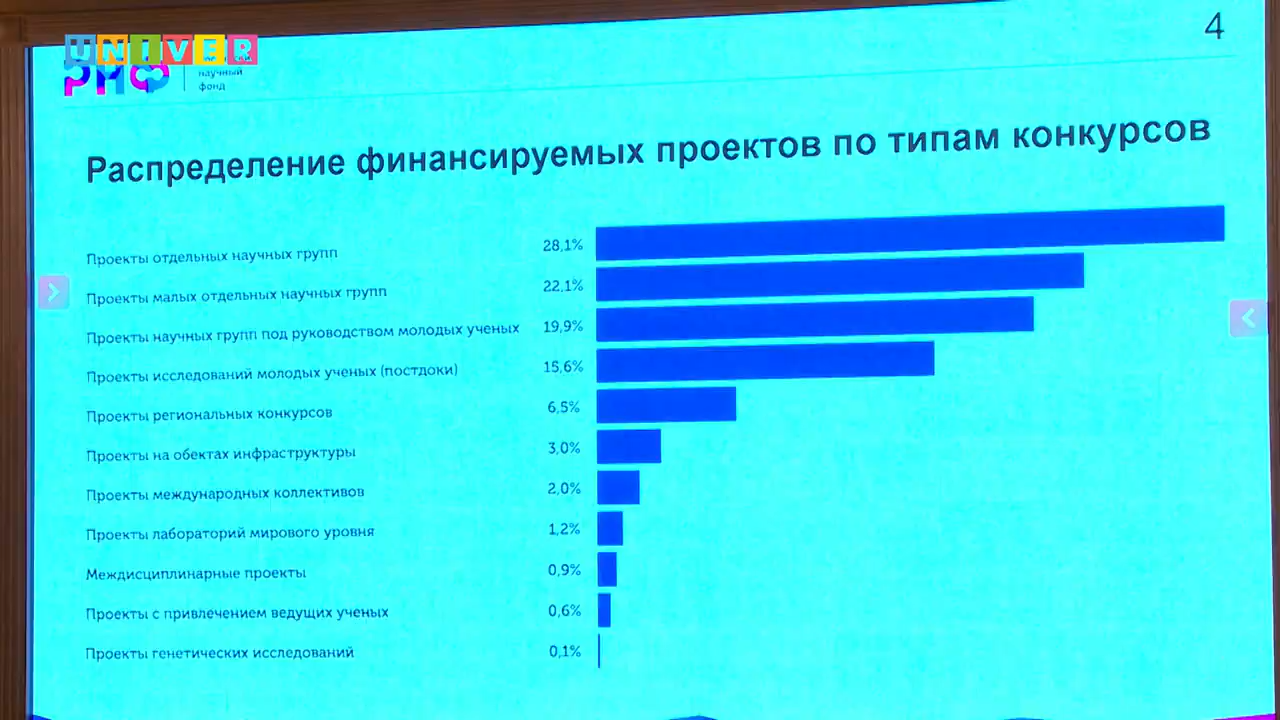 4
UNIVER
РНФ
научный
фонд
Распределение финансируемых проектов по типам конкурсов
Проекты отдельных научных групп 28,1%
Проекты малых отдельных научных групп 22,1%
Проекты научных групп под руководством молодых ученых 19,9%
Проекты исследований молодых ученых (постдоки) 15,6%
Проекты региональных конкурсов 6,5%
Проекты на обектах инфраструктуры 3,0%
Проекты международных коллективов 2,0%
Проекты лабораторий мирового уровня 1,2%
Междисциплинарные проекты 0,9%
Проекты с привлечением ведущих ученых 0,6%
Проекты генетических исследований 0,1%